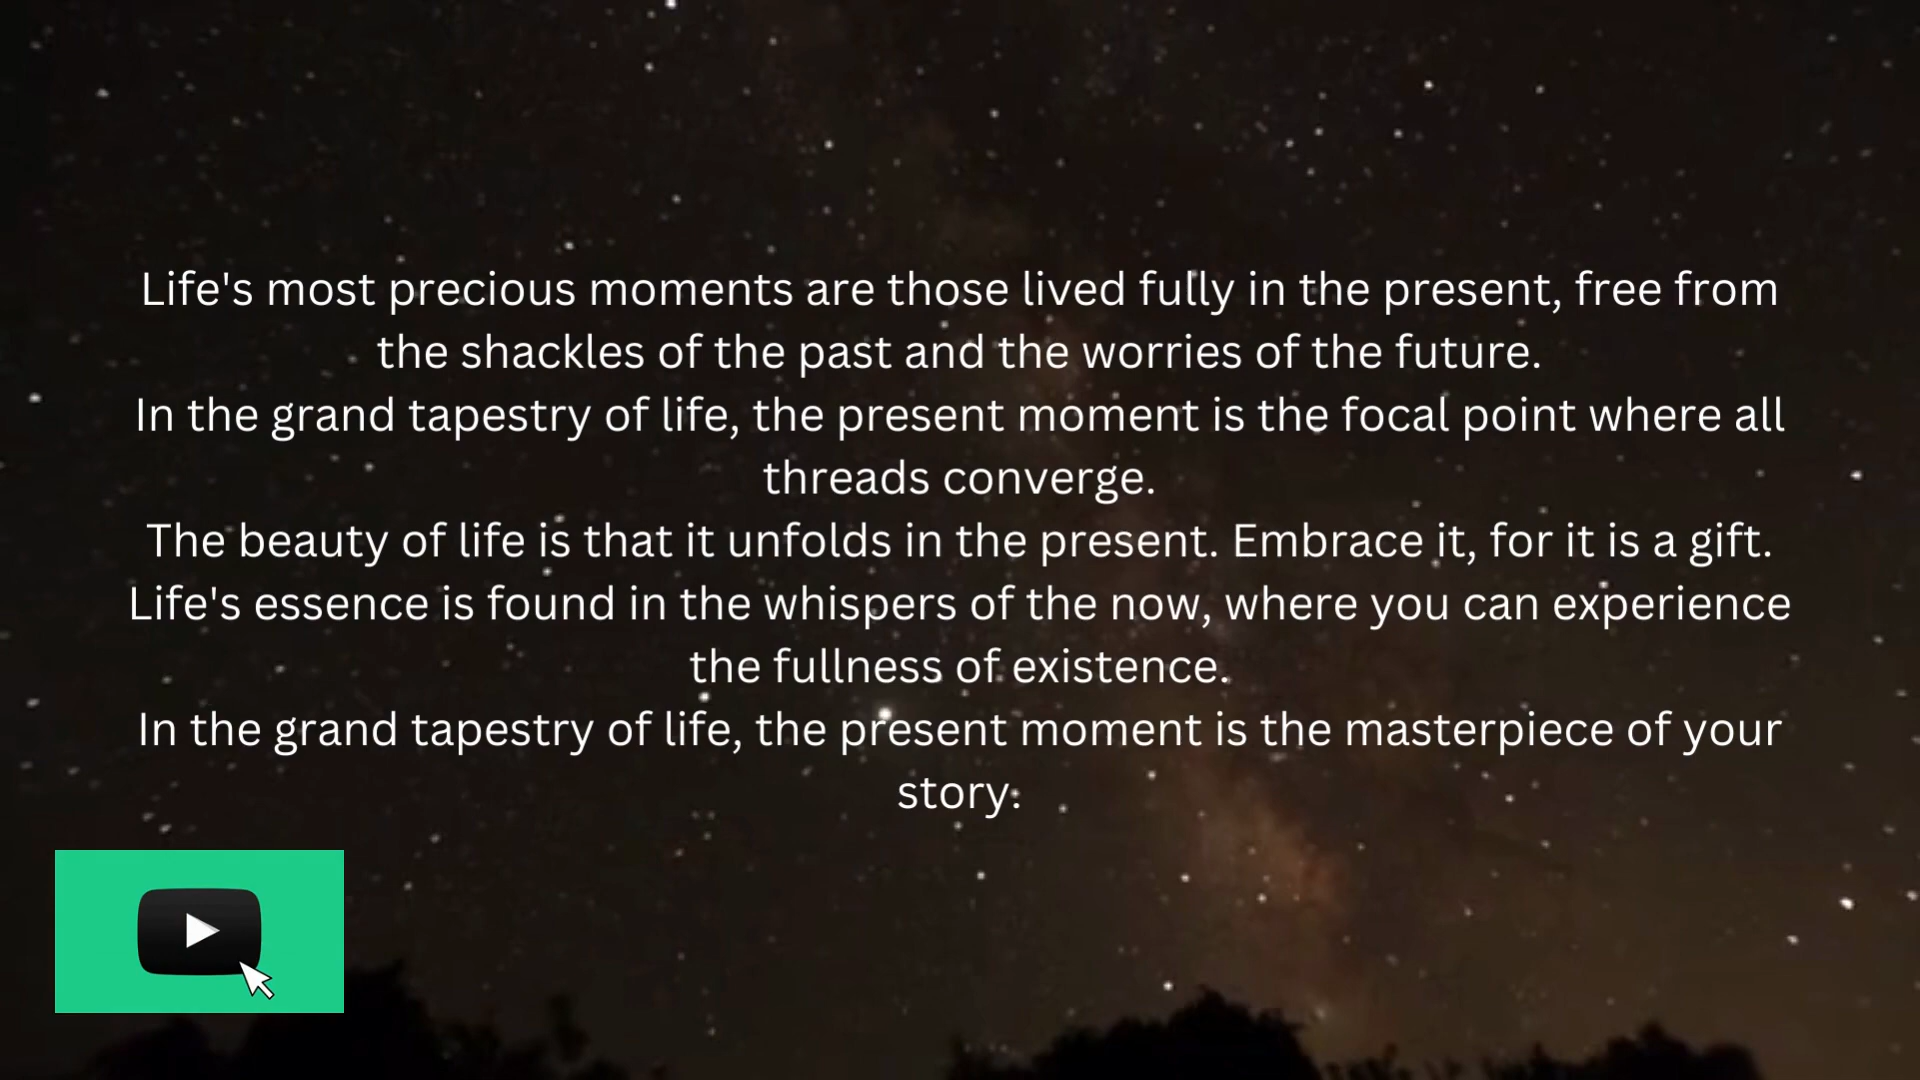 Life's most precious moments are those lived fully in the present, free from
the shackles of the past and the worries of the future.
In the grand tapestry of life, the present moment is the focal point where all
threads converge.
The beauty of life is that it unfolds in the present. Embrace it, for it is a gift.
Life's essence is found in the whispers of the now, where you can experience
the fullness of existence.
In the grand tapestry of life, the present moment is the masterpiece of your
story.